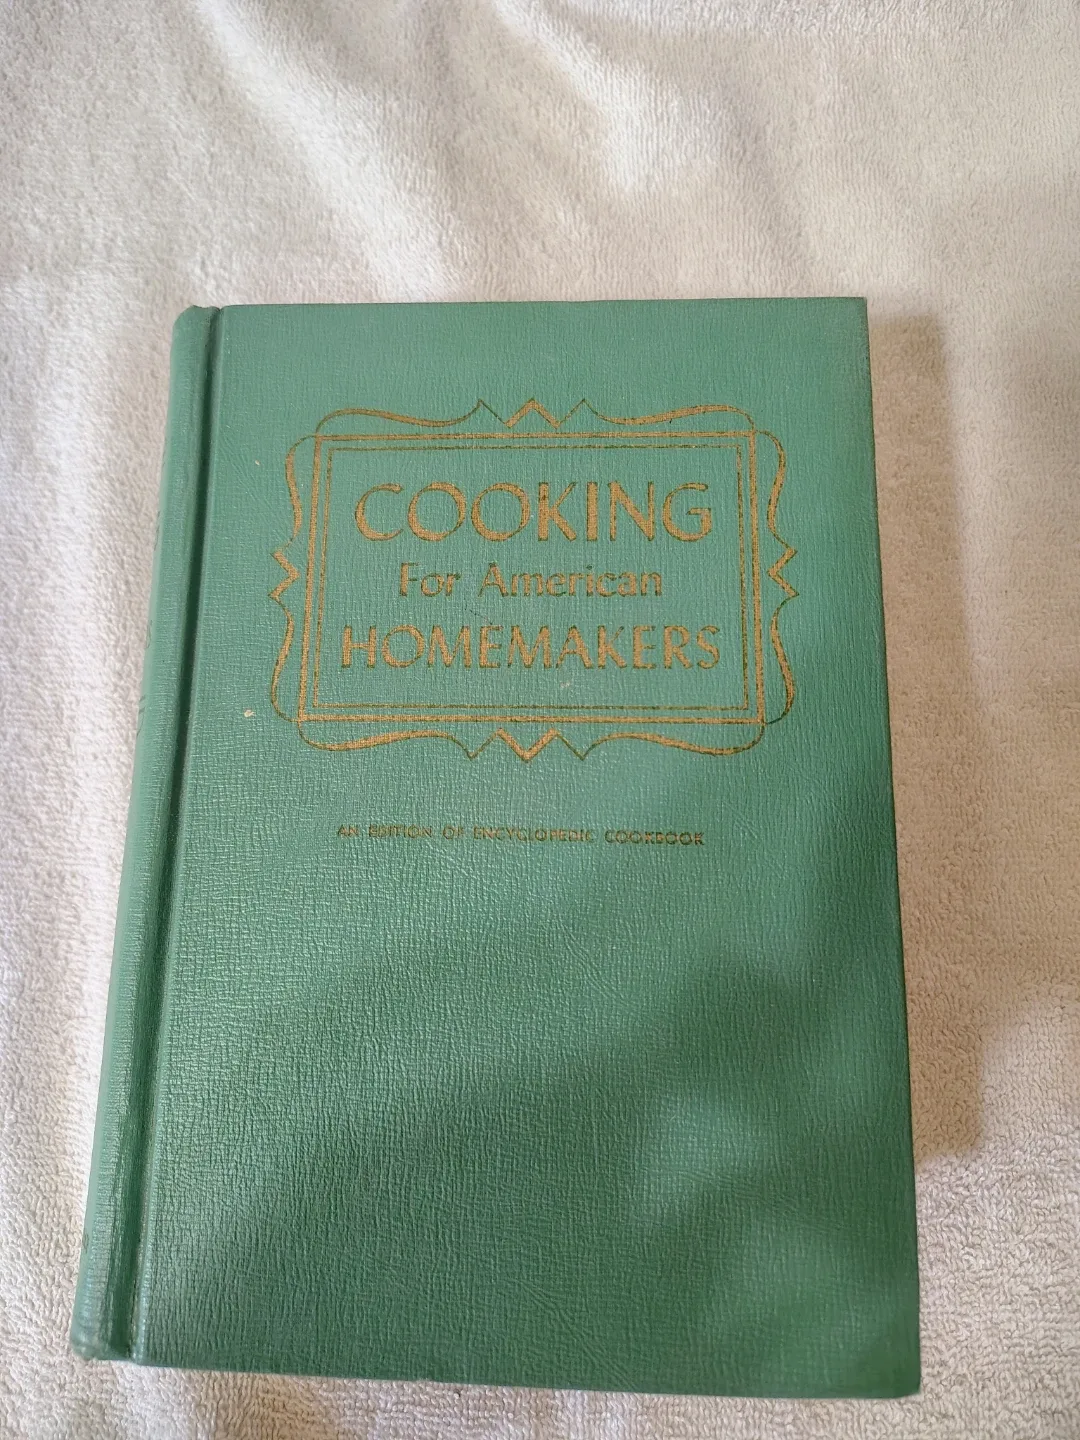 COOKING
For American
HOMEMAKERS
AN EDITION OF ENCYCLOPEDIC COOKBOOK